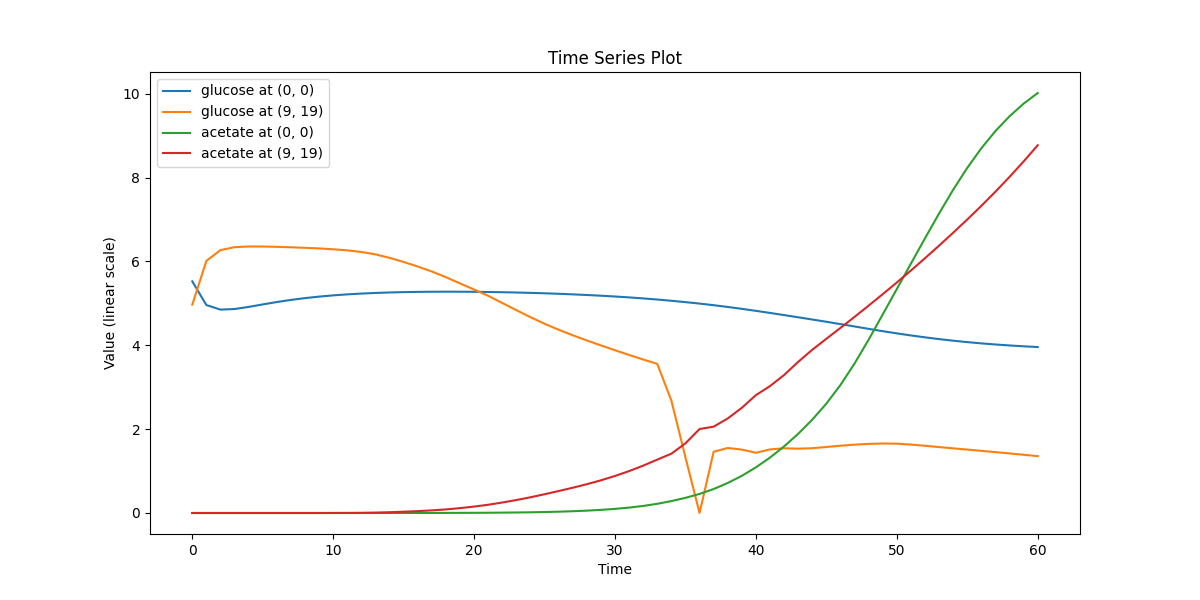 Time Series Plot
glucose at (0, 0)
glucose at (9, 19)
acetate at (0, 0)
acetate at (9, 19)
Value (linear scale)
10
8
6
4
2
0
0 10 20 30 40 50 60
Time